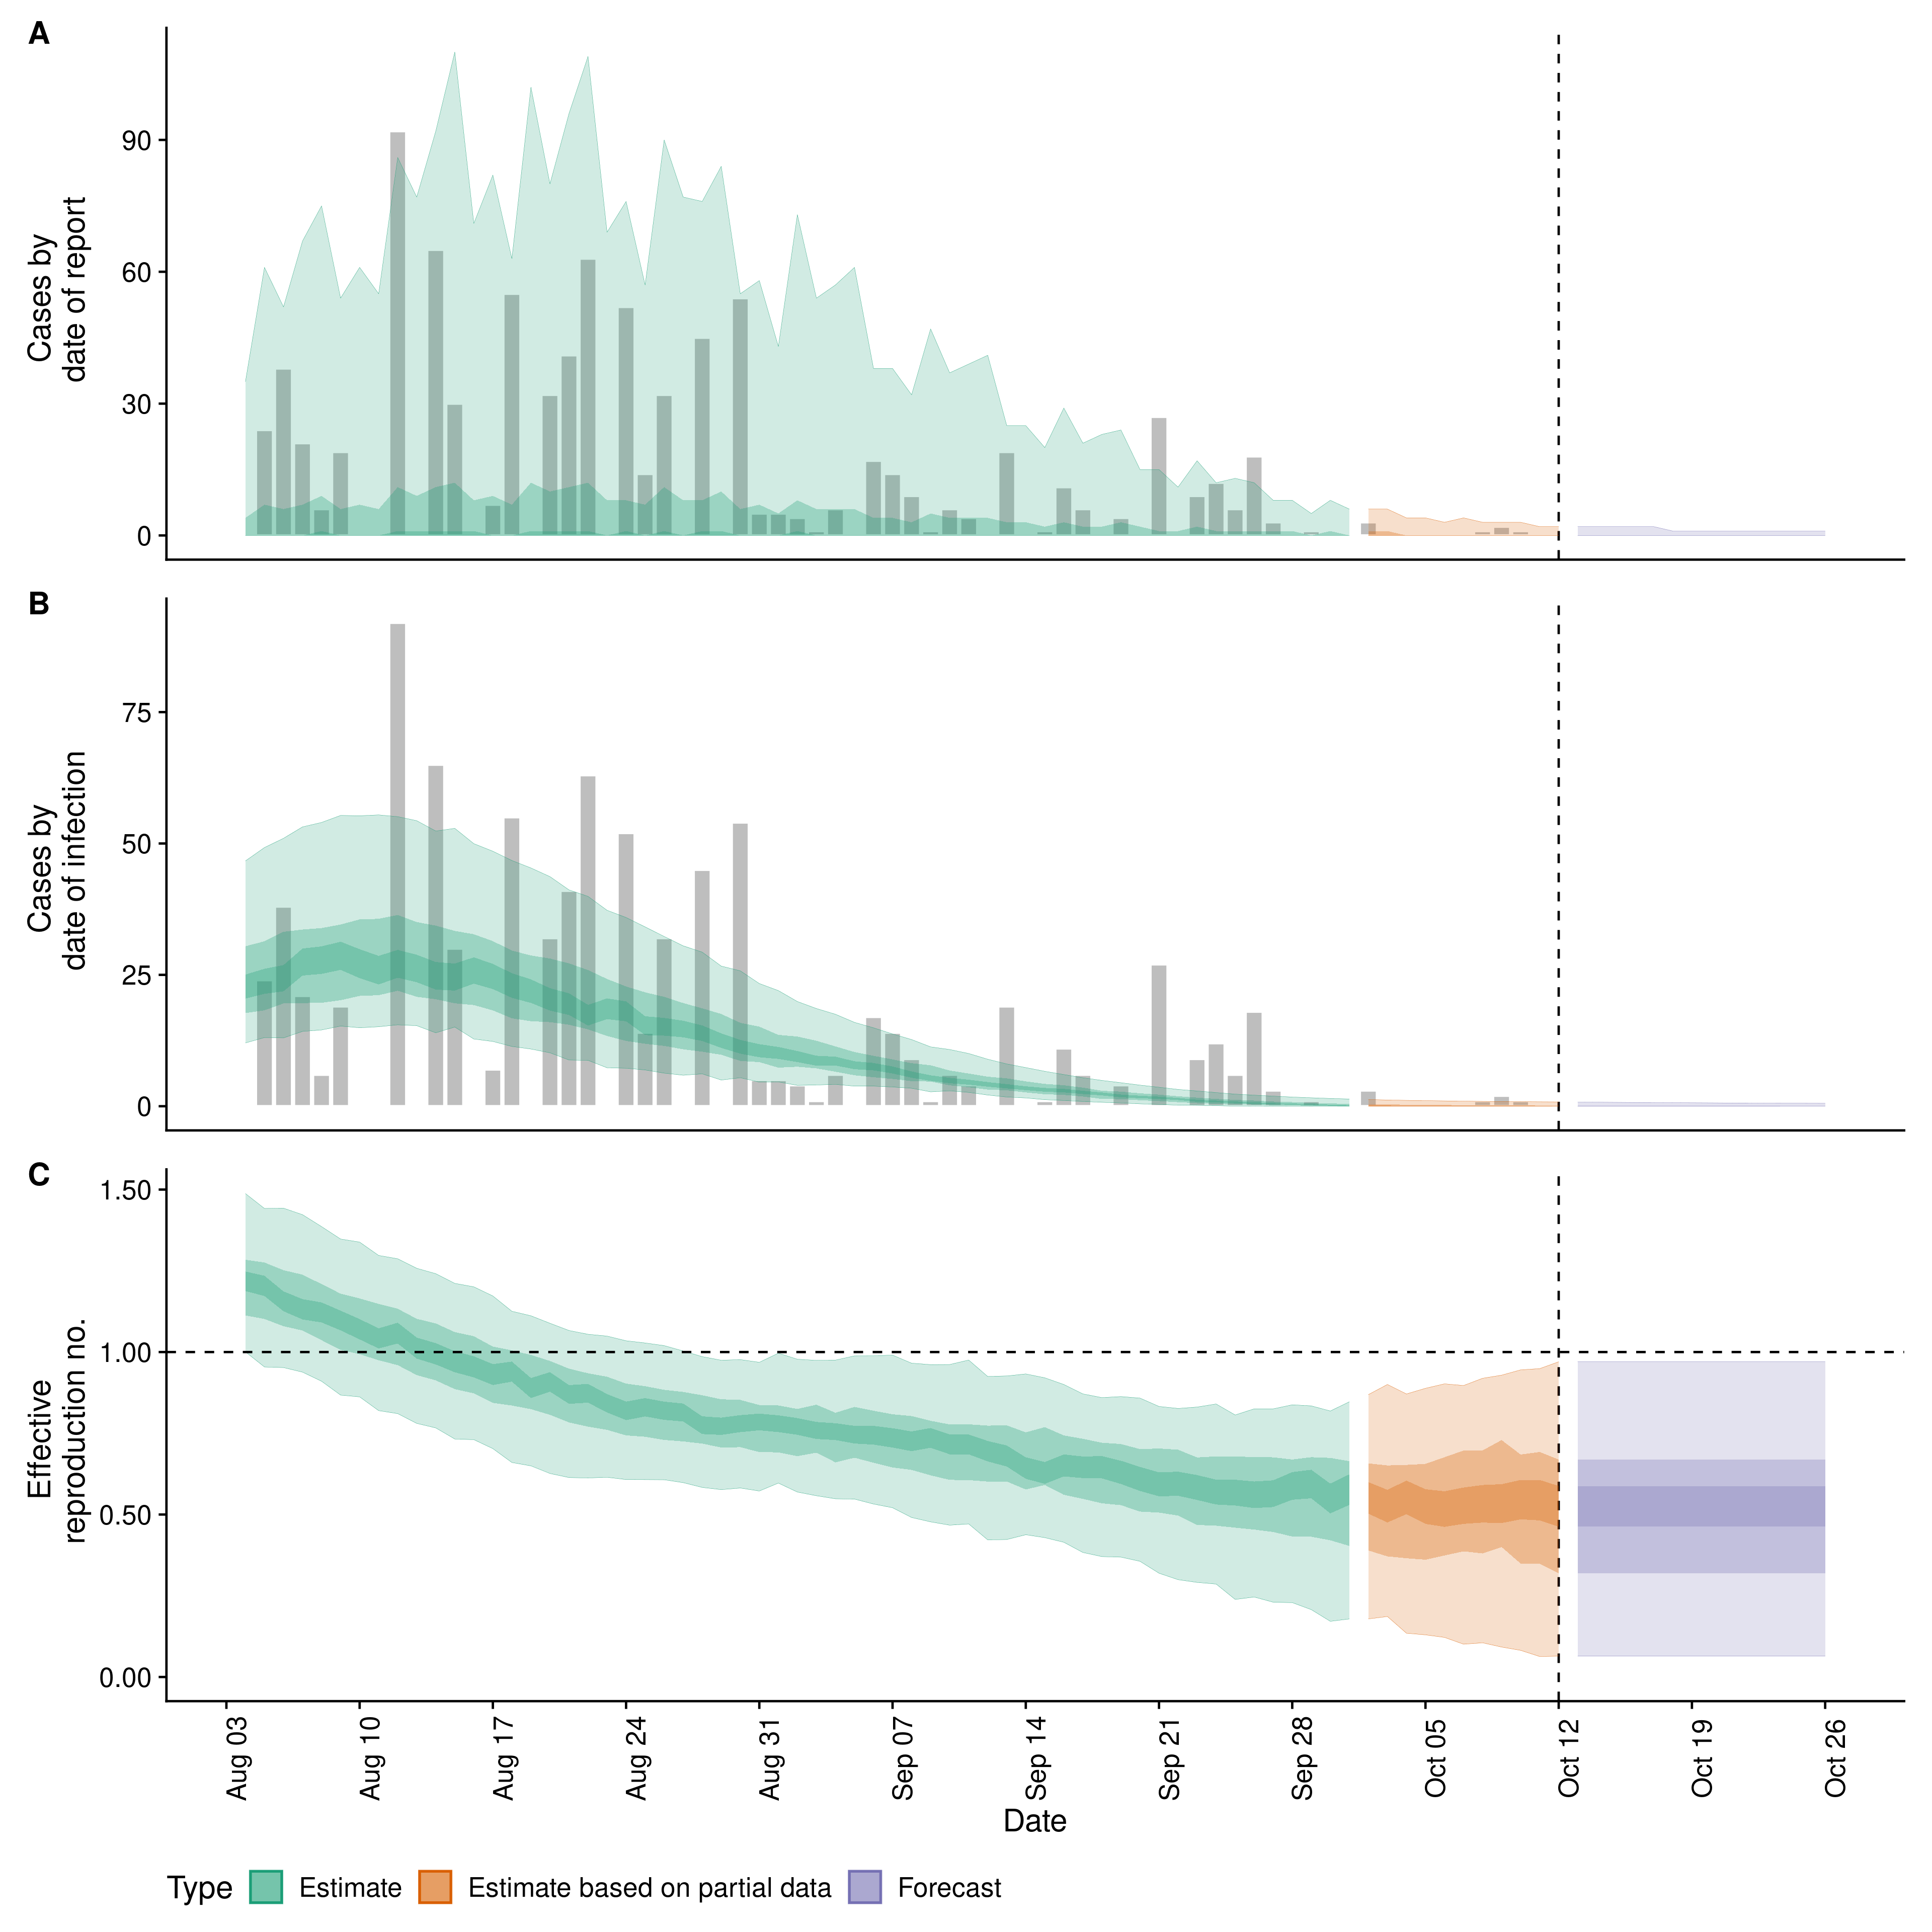 A
Cases by
date of report
90
60
30
0
B
Cases by
date of infection
75
50
25
0
C
Effective
reproduction no.
1.50
1.00
0.50
0.00
Aug 03
Aug 10
Aug 17
Aug 24
Aug 31
Sep 07
Sep 14
Sep 21
Sep 28
Oct 05
Oct 12
Oct 19
Oct 26
Date
Type Estimate Estimate based on partial data Forecast